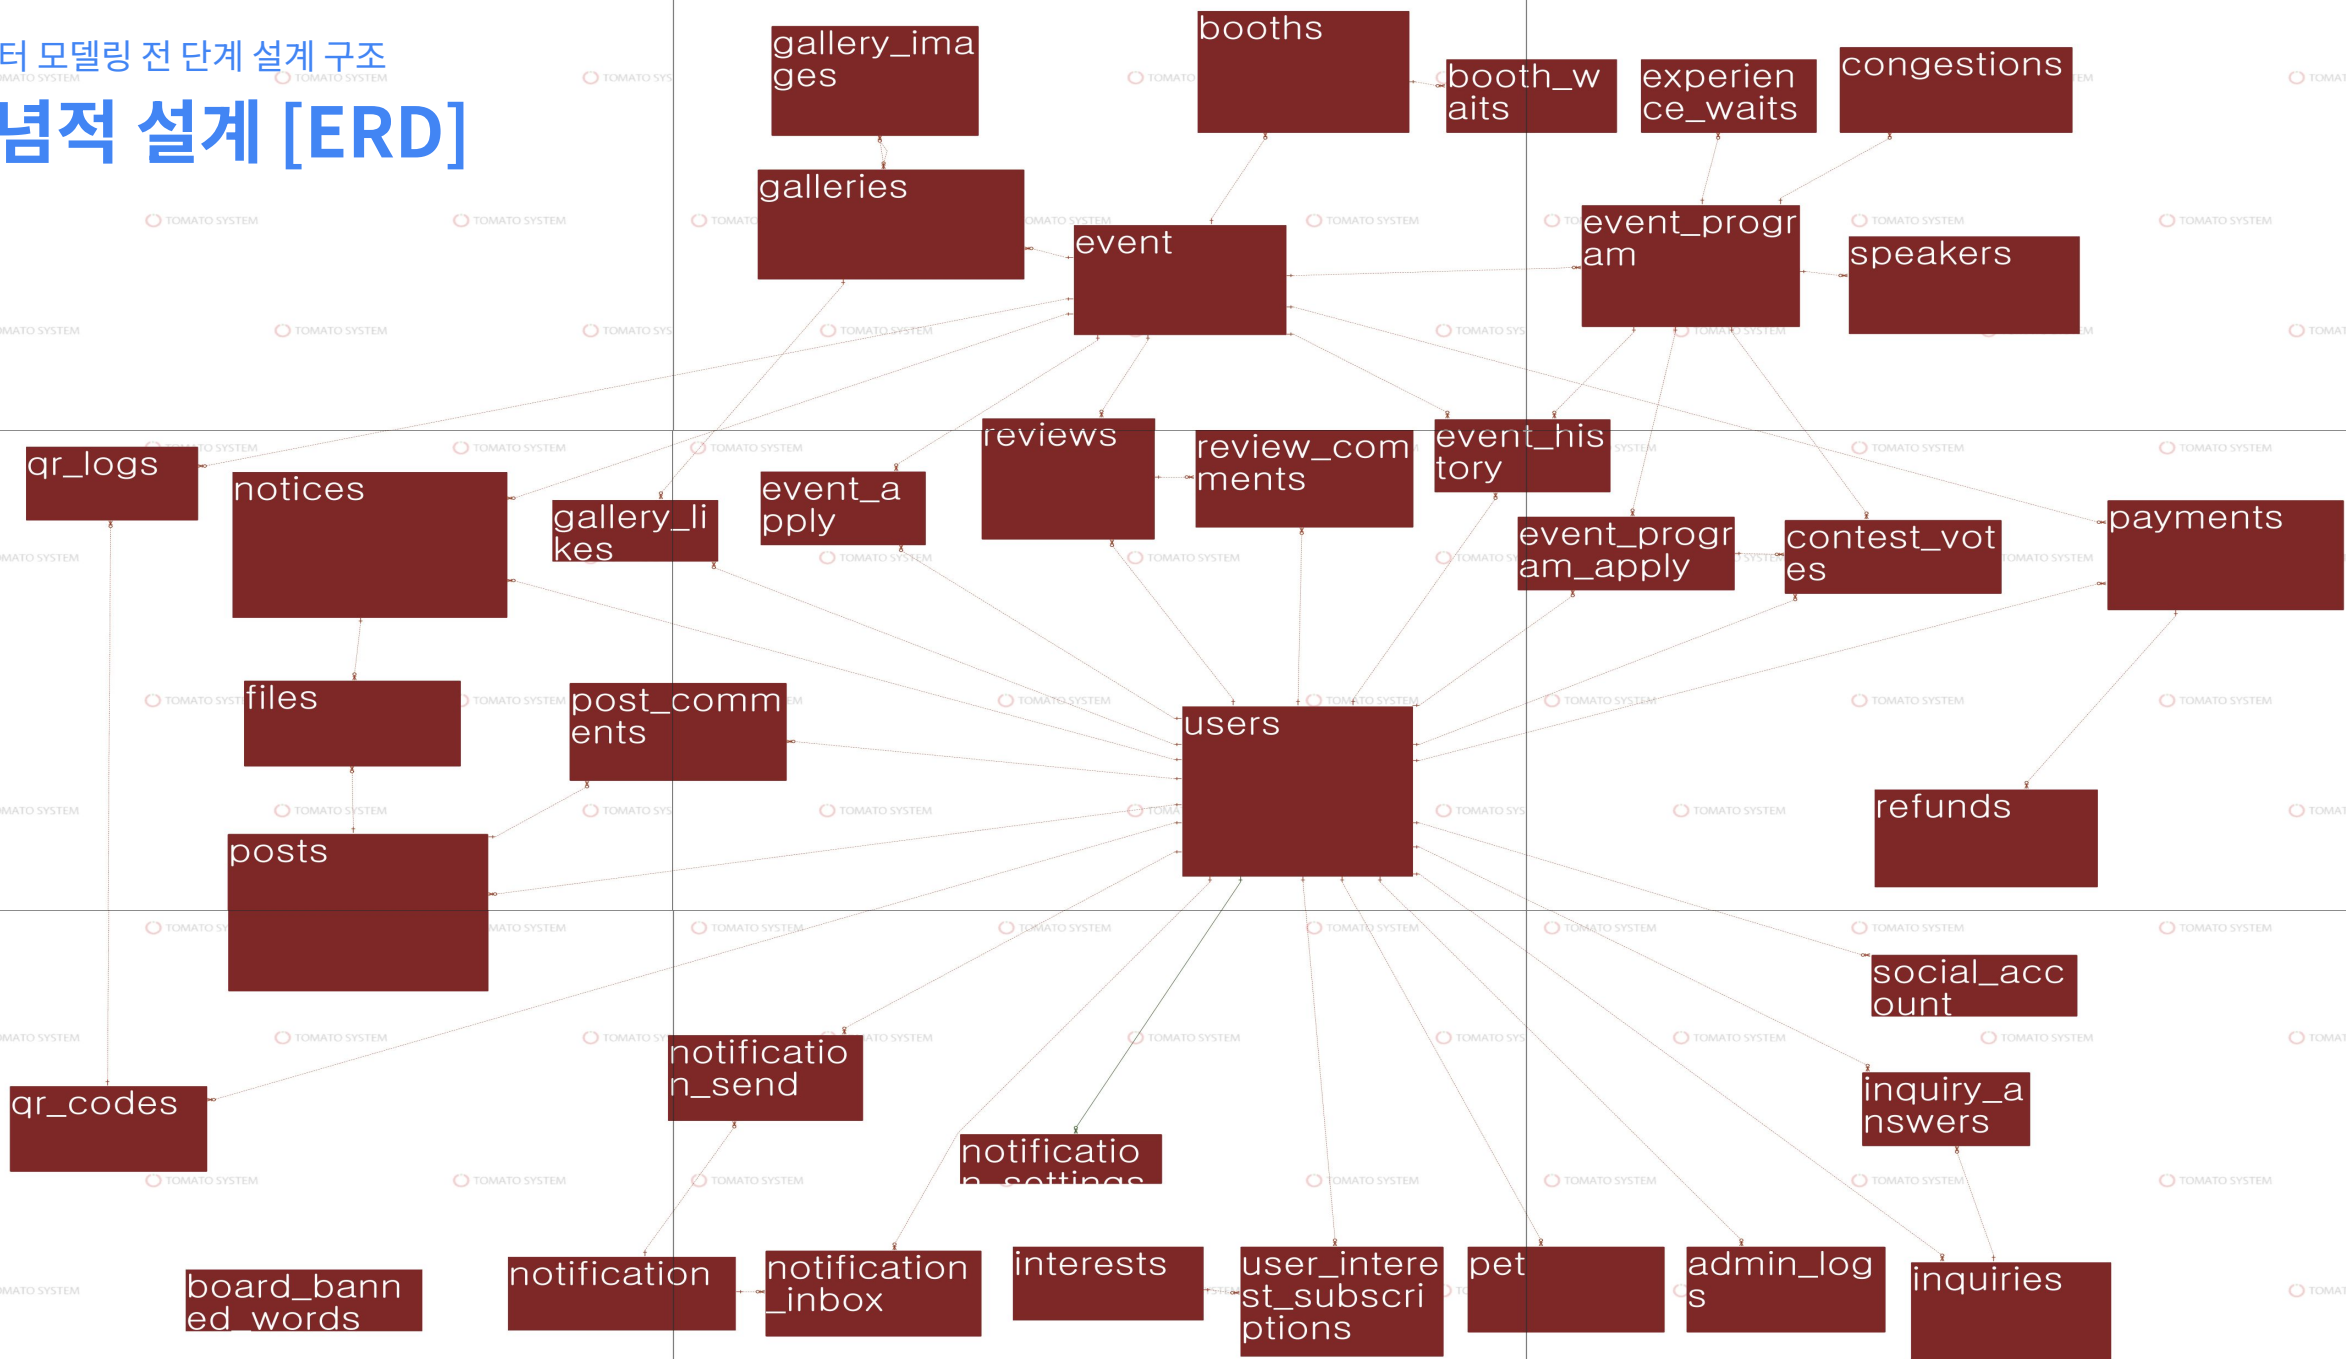 터 모델링 전 단계 설계 구조
념적 설계 [ERD]
gallery_ima
ges
booths
booth_w
aits
experien
ce_waits
congestions
galleries
event
event_progr
am
speakers
qr_logs
notices
gallery_li
kes
event_a
pply
reviews
review_com
ments
event_his
tory
event_progr
am_apply
contest_vot
es
payments
files
post_comm
ents
users
refunds
posts
social_acc
ount
qr_codes
notificatio
n_send
notificatio
n_settings
inquiry_a
nswers
board_bann
ed_words
notification
notification
_inbox
interests
user_intere
st_subscri
ptions
pet
admin_log
s
inquiries
TOMATO SYSTEM